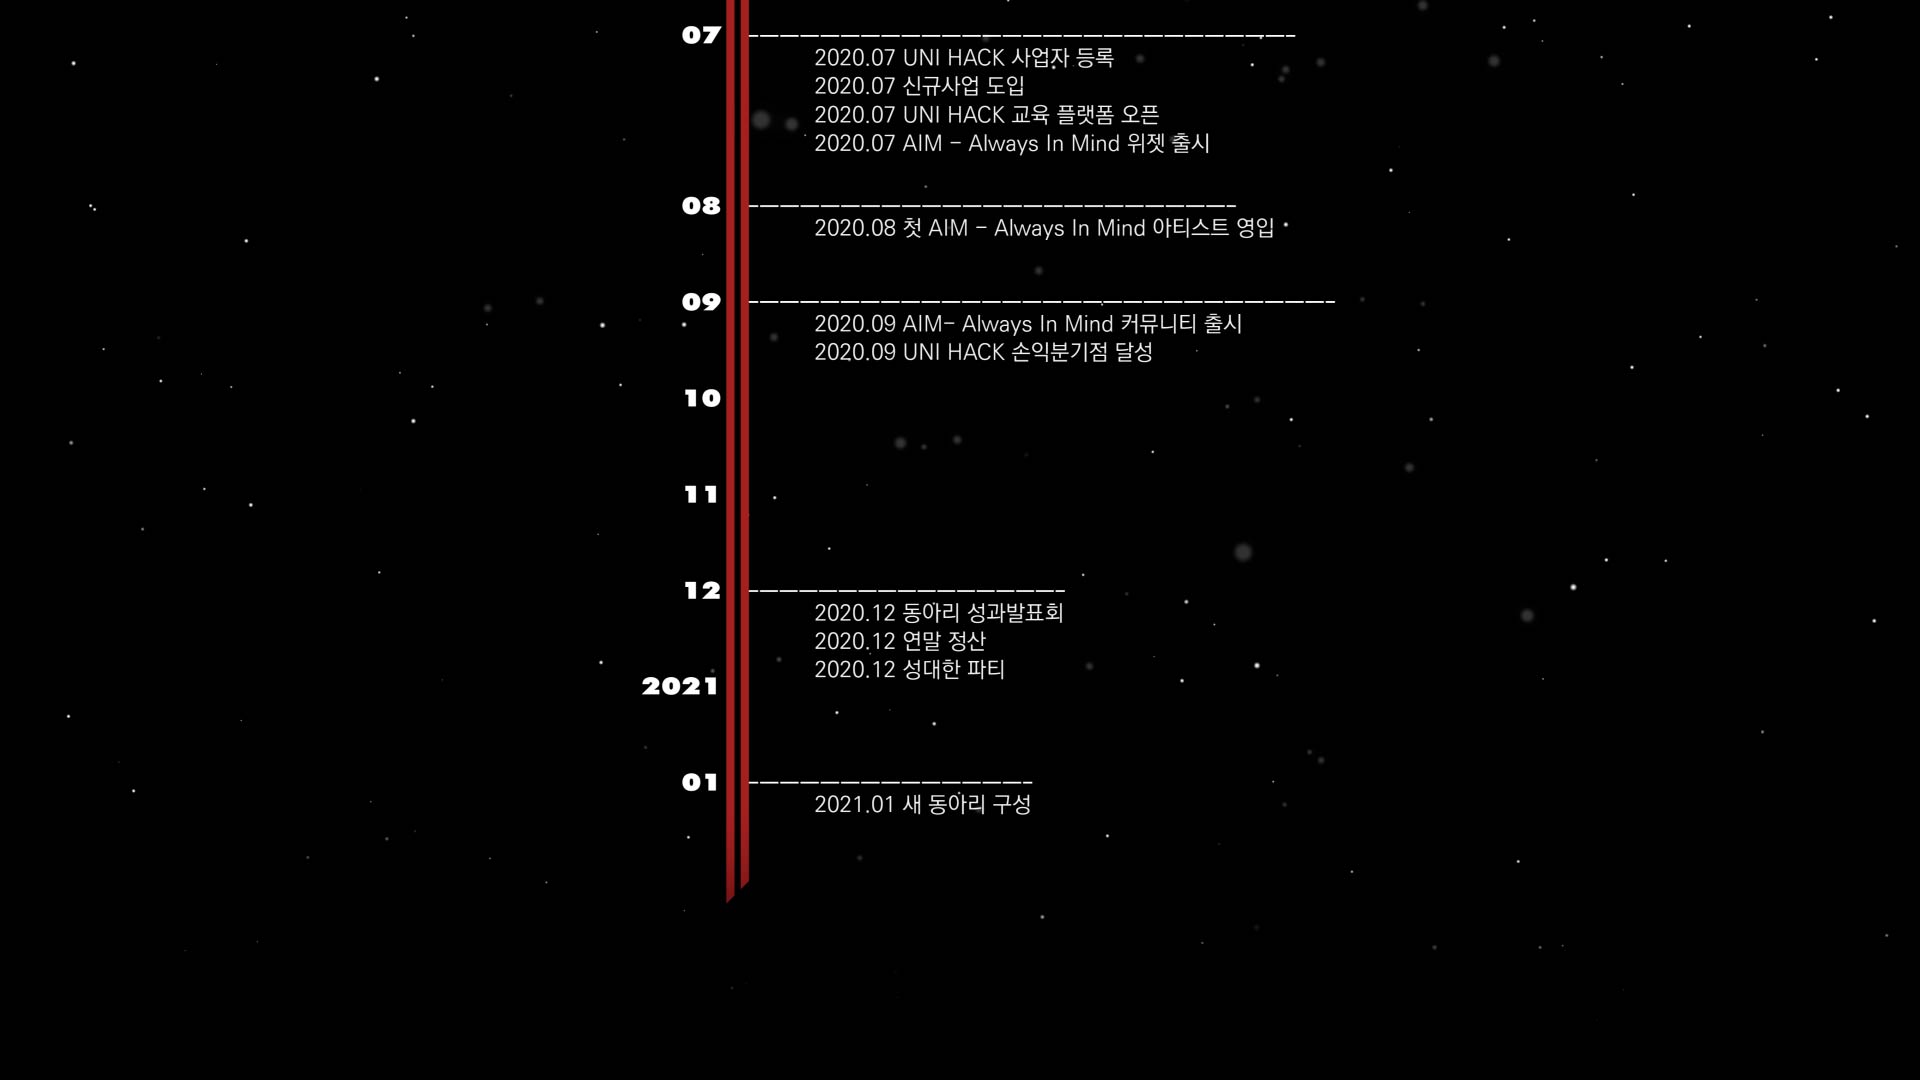 07
2020.07 UNI HACK 사업자 등록
2020.07 신규사업 도입
2020.07 UNI HACK 교육 플랫폼 오픈
2020.07 AIM - Always In Mind 위젯 출시
08
2020.08 첫 AIM - Always In Mind 아티스트 영입
09
2020.09 AIM- Always In Mind 커뮤니티 출시
2020.09 UNI HACK 손익분기점 달성
10
11
12
2020.12 동아리 성과발표회
2020.12 연말 정산
2020.12 성대한 파티
2021
01
2021.01 새 동아리 구성